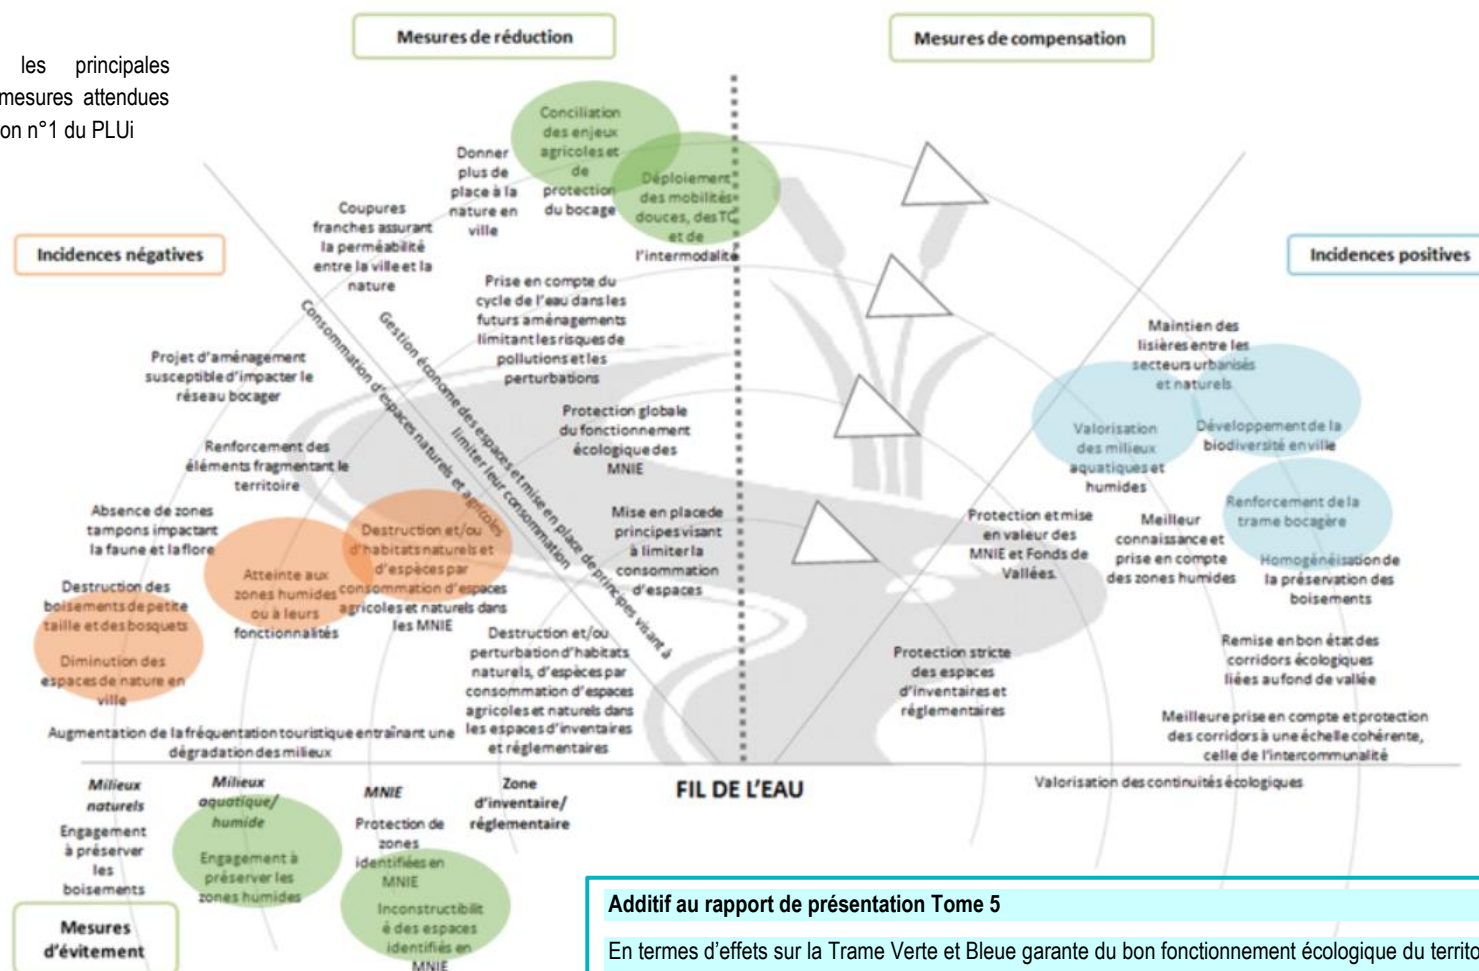 les principales
mesures attendues
on n°1 du PLUi
Mesures de réduction
Mesures de compensation
Incidences négatives
Incidences positives
Conciliation
des enjeux
agricoles et
de
protection
du bocage
Donner
plus de
place à la
nature en
ville
Déploiement
des mobilités
douces, des TC
et de
l'intermodalité
Coupures
franches assurant
la perméabilité
entre la ville et la
nature
Prise en compte du
cycle de l'eau dans les
futurs aménagements
limitant les risques de
pollutions et les
perturbations
Consommation d'espaces naturels et agricoles
Gestion économe des espaces et mise en place de principes visant à
limiter leur consommation
Projet d'aménagement
susceptible d'impacter le
réseau bocager
Protection globale
du fonctionnement
écologique des
MNIE
Renforcement des
éléments fragmentant le
territoire
Mise en place de
principes visant
à limiter la
consommation
d'espaces
Absence de zones
tampons impactant
la faune et la flore
Destruction et/ou
d'habitats naturels et
d'espèces par
consommation d'espaces
agricoles et naturels dans
les MNIE
Atteinte aux
zones humides
ou à leurs
fonctionnalités
Destruction des
boisements de petite
taille et des bosquets
Diminution des
espaces de nature en
ville
Destruction et/ou
perturbation d'habitats
naturels, d'espèces par
consommation d'espaces
agricoles et naturels dans
les espaces d'inventaires
et réglementaires
Augmentation de la fréquentation touristique entraînant une
dégradation des milieux
Maintien des
lisières entre les
secteurs urbanisés
et naturels
Valorisation
des milieux
aquatiques et
humides
Développement de la
biodiversité en ville
Renforcement de la
trame bocagère
Protection et mise
en valeur des
MNIE et Fonds de
Vallées.
Meilleur
connaissance et
prise en compte
des zones humides
Homogénéisation de
la préservation des
boisements
Protection stricte
des espaces
d'inventaires et
réglementaires
Remise en bon état des
corridors écologiques
liées au fond de vallée
Meilleure prise en compte et protection
des corridors à une échelle cohérente,
celle de l'intercommunalité
Valorisation des continuités écologiques
FIL DE L'EAU
Milieux
naturels
Milieux
aquatique/
humide
MNIE
Zone
d'inventaire/
réglementaire
Engagement
à préserver
les
boisements
Engagement à
préserver les
zones humides
Protection de
zones
identifiées en
MNIE
Inconstructibilit
é des espaces
identifiés en
MNIE
Mesures
d'évitement
Additif au rapport de présentation Tome 5
En termes d'effets sur la Trame Verte et Bleue garante du bon fonctionnement écologique du territo